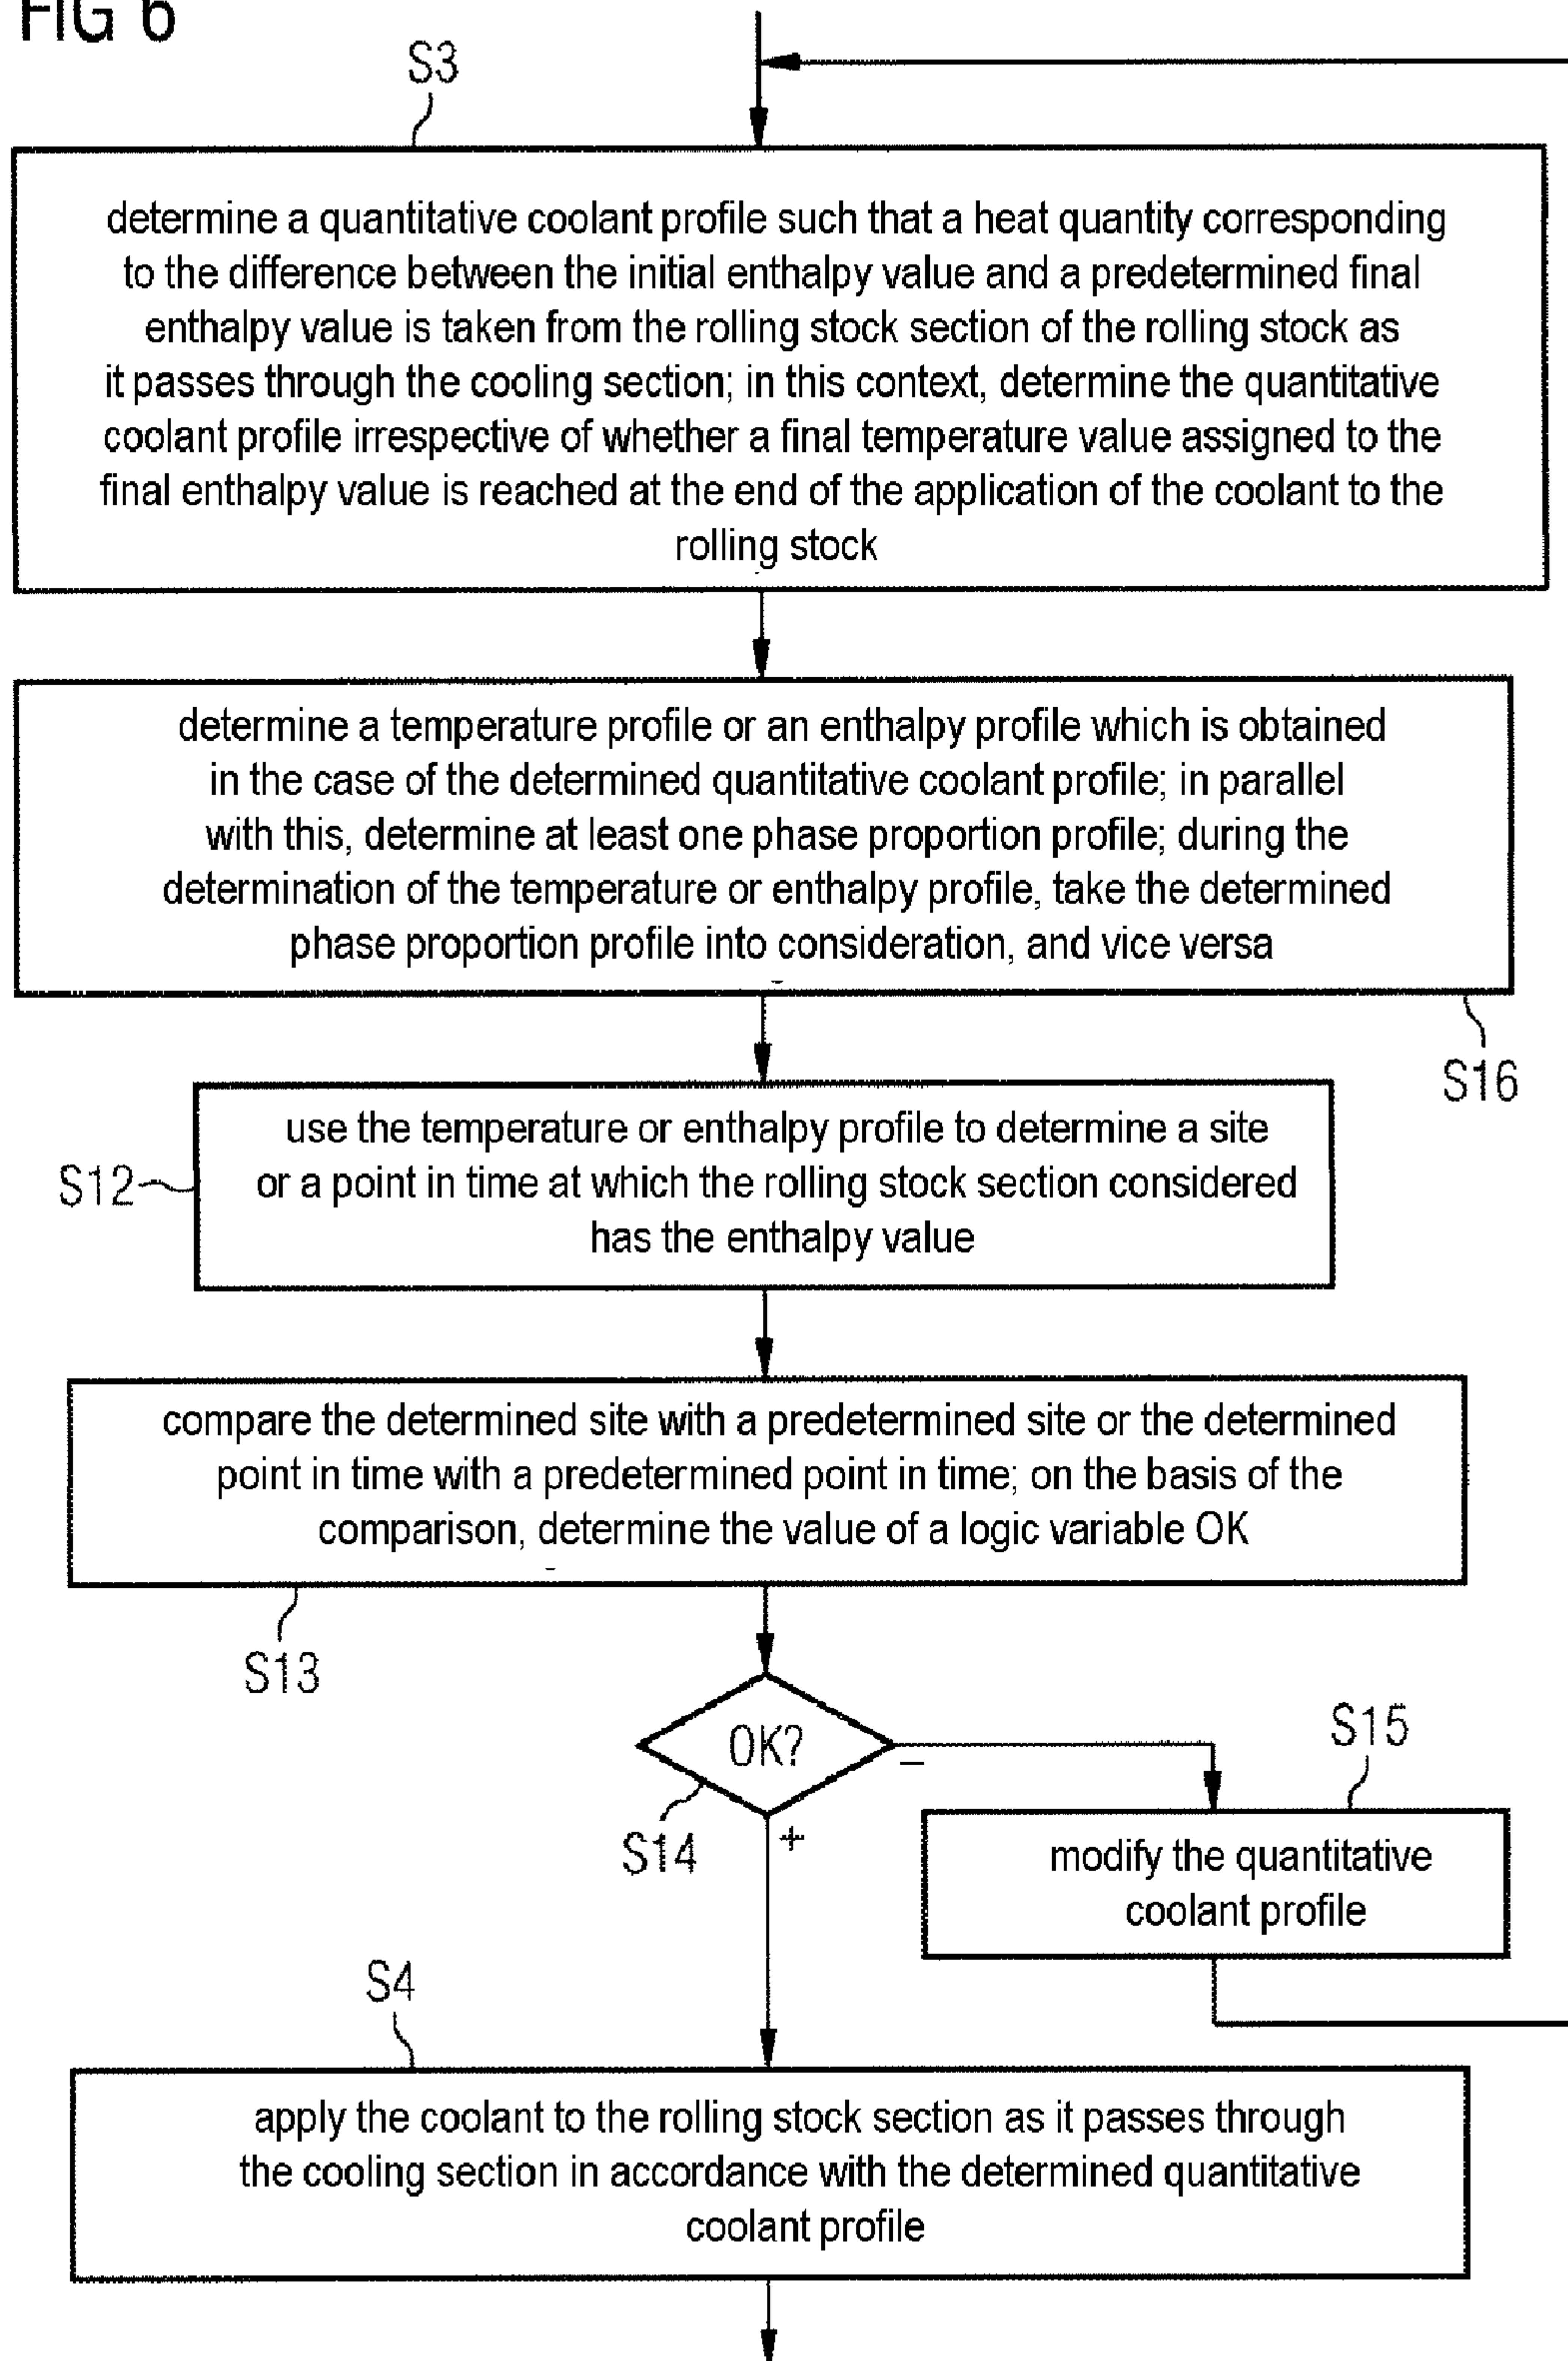 FIG 6
S3
determine a quantitative coolant profile such that a heat quantity corresponding
to the difference between the initial enthalpy value and a predetermined final
enthalpy value is taken from the rolling stock section of the rolling stock as
it passes through the cooling section; in this context, determine the quantitative
coolant profile irrespective of whether a final temperature value assigned to the
final enthalpy value is reached at the end of the application of the coolant to the
rolling stock
determine a temperature profile or an enthalpy profile which is obtained
in the case of the determined quantitative coolant profile; in parallel
with this, determine at least one phase proportion profile; during the
determination of the temperature or enthalpy profile, take the determined
phase proportion profile into consideration, and vice versa
S16
use the temperature or enthalpy profile to determine a site
S12
or a point in time at which the rolling stock section considered
has the enthalpy value
compare the determined site with a predetermined site or the determined
point in time with a predetermined point in time; on the basis of the
comparison, determine the value of a logic variable OK
S13
OK?
–
S15
S14
+
modify the quantitative
coolant profile
S4
apply the coolant to the rolling stock section as it passes through
the cooling section in accordance with the determined quantitative
coolant profile